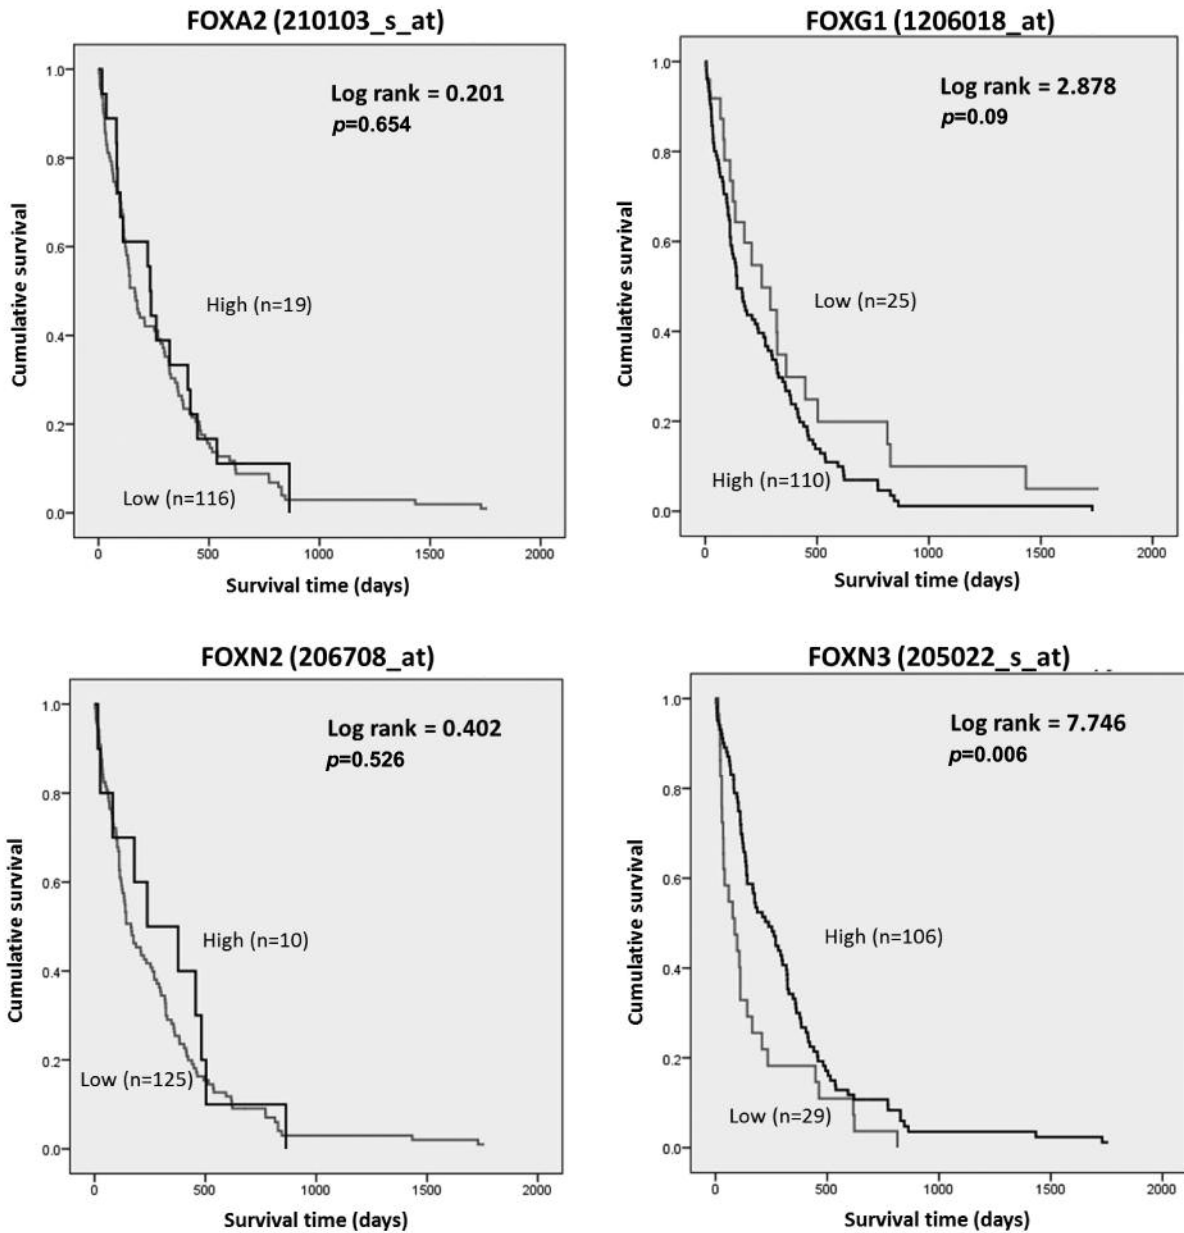 FOXA2 (210103_s_at)
1.0
0.8
0.6
0.4
0.2
0.0
Cumulative survival
Log rank = 0.201
p=0.654
High (n=19)
Low (n=116)
0 500 1000 1500 2000
Survival time (days)
FOXG1 (1206018_at)
1.0
0.8
0.6
0.4
0.2
0.0
Cumulative survival
Log rank = 2.878
p=0.09
Low (n=25)
High (n=110)
0 500 1000 1500 2000
Survival time (days)
FOXN2 (206708_at)
1.0
0.8
0.6
0.4
0.2
0.0
Cumulative survival
Log rank = 0.402
p=0.526
High (n=10)
Low (n=125)
0 500 1000 1500 2000
Survival time (days)
FOXN3 (205022_s_at)
1.0
0.8
0.6
0.4
0.2
0.0
Cumulative survival
Log rank = 7.746
p=0.006
High (n=106)
Low (n=29)
0 500 1000 1500 2000
Survival time (days)